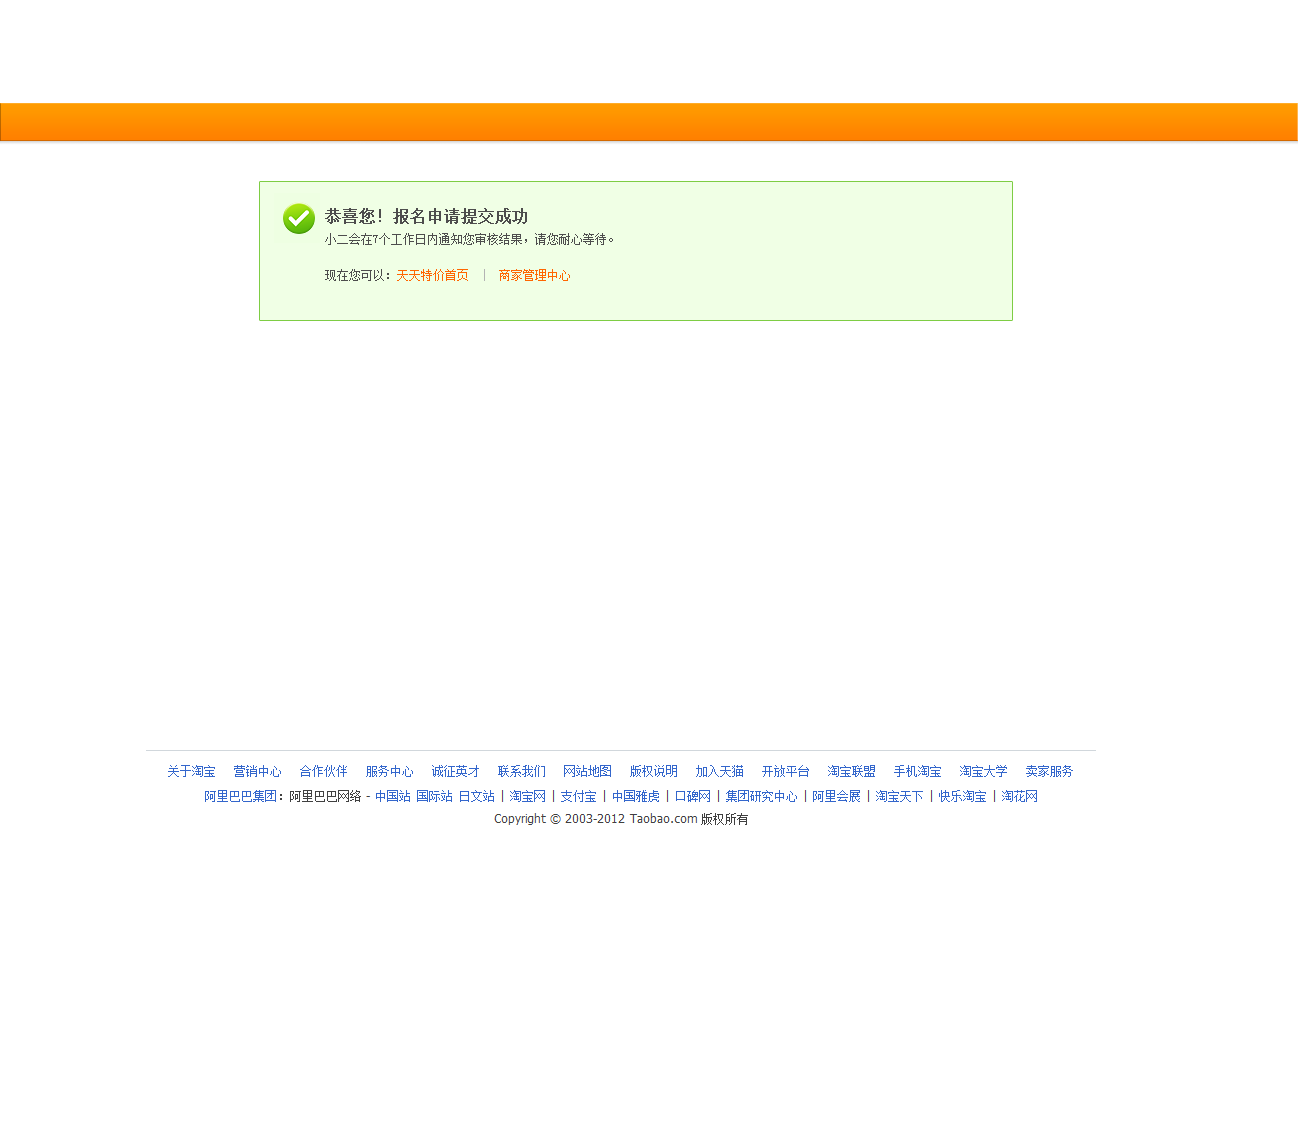 恭喜您！报名申请提交成功
小二会在7个工作日内通知您审核结果，请您耐心等待。
现在您可以：天天特价首页 | 商家管理中心
关于淘宝 营销中心 合作伙伴 服务中心 诚征英才 联系我们 网站地图 版权说明 加入天猫 开放平台 淘宝联盟 手机淘宝 淘宝大学 卖家服务
阿里巴巴集团：阿里巴巴网络 - 中国站 国际站 日文站 | 淘宝网 | 支付宝 | 中国雅虎 | 口碑网 | 集团研究中心 | 阿里会展 | 淘宝天下 | 快乐淘宝 | 淘花网
Copyright © 2003-2012 Taobao.com 版权所有